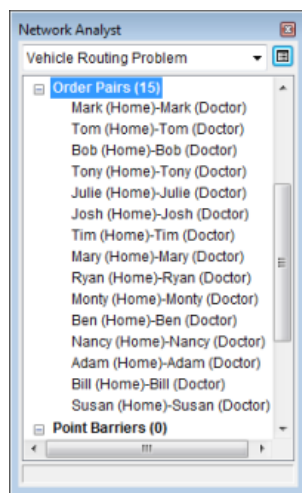 Network Analyst
Vehicle Routing Problem
Order Pairs (15)
Mark (Home)-Mark (Doctor)
Tom (Home)-Tom (Doctor)
Bob (Home)-Bob (Doctor)
Tony (Home)-Tony (Doctor)
Julie (Home)-Julie (Doctor)
Josh (Home)-Josh (Doctor)
Tim (Home)-Tim (Doctor)
Mary (Home)-Mary (Doctor)
Ryan (Home)-Ryan (Doctor)
Monty (Home)-Monty (Doctor)
Ben (Home)-Ben (Doctor)
Nancy (Home)-Nancy (Doctor)
Adam (Home)-Adam (Doctor)
Bill (Home)-Bill (Doctor)
Susan (Home)-Susan (Doctor)
Point Barriers (0)